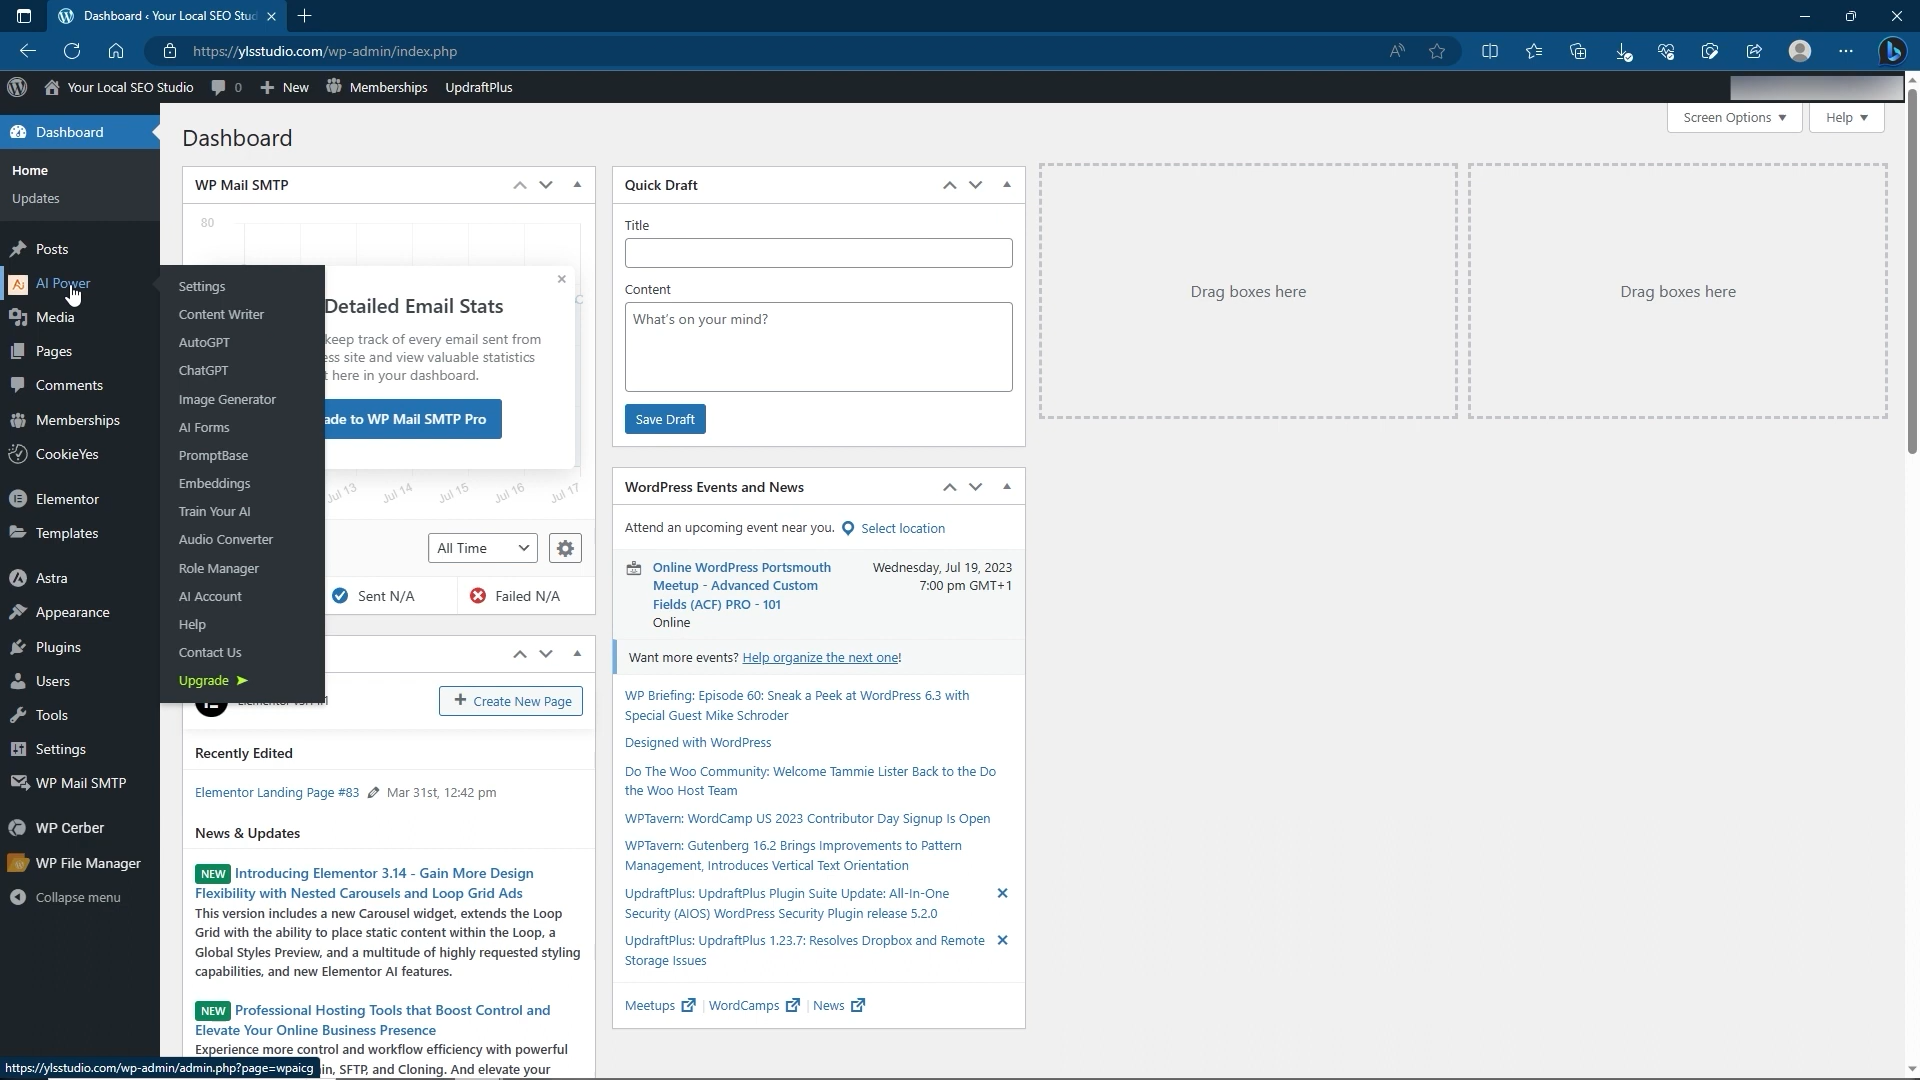 Dashboard ‹ Your Local SEO Stud
https://ylsstudio.com/wp-admin/index.php
Your Local SEO Studio
0
New
Memberships
UpdraftPlus
Dashboard
Home
Updates
Posts
AI Power
Media
Pages
Comments
Memberships
CookieYes
Elementor
Templates
Astra
Appearance
Plugins
Users
Tools
Settings
WP Mail SMTP
WP Cerber
WP File Manager
Collapse menu
Settings
Content Writer
AutoGPT
ChatGPT
Image Generator
AI Forms
PromptBase
Embeddings
Train Your AI
Audio Converter
Role Manager
AI Account
Help
Contact Us
Upgrade ➤
Screen Options
Help
Dashboard
WP Mail SMTP
80
Detailed Email Stats
keep track of every email sent from
ess site and view valuable statistics
t here in your dashboard.
ade to WP Mail SMTP Pro
Jul 13
Jul 14
Jul 15
Jul 16
Jul 17
All Time
Sent N/A
Failed N/A
Create New Page
Recently Edited
Elementor Landing Page #83
Mar 31st, 12:42 pm
News & Updates
NEW Introducing Elementor 3.14 - Gain More Design
Flexibility with Nested Carousels and Loop Grid Ads
This version includes a new Carousel widget, extends the Loop
Grid with the ability to place static content within the Loop, a
Global Styles Preview, and a multitude of highly requested styling
capabilities, and new Elementor AI features.
NEW Professional Hosting Tools that Boost Control and
Elevate Your Online Business Presence
Experience more control and workflow efficiency with powerful
in, SFTP, and Cloning. And elevate your
Quick Draft
Title
Content
What's on your mind?
Save Draft
WordPress Events and News
Attend an upcoming event near you.
Select location
Online WordPress Portsmouth
Meetup - Advanced Custom
Fields (ACF) PRO - 101
Online
Wednesday, Jul 19, 2023
7:00 pm GMT+1
Want more events? Help organize the next one!
WP Briefing: Episode 60: Sneak a Peek at WordPress 6.3 with
Special Guest Mike Schroder
Designed with WordPress
Do The Woo Community: Welcome Tammie Lister Back to the Do
the Woo Host Team
WPTavern: WordCamp US 2023 Contributor Day Signup Is Open
WPTavern: Gutenberg 16.2 Brings Improvements to Pattern
Management, Introduces Vertical Text Orientation
UpdraftPlus: UpdraftPlus Plugin Suite Update: All-In-One
Security (AIOS) WordPress Security Plugin release 5.2.0
UpdraftPlus: UpdraftPlus 1.23.7: Resolves Dropbox and Remote
Storage Issues
Meetups
WordCamps
News
Drag boxes here
Drag boxes here
https://ylsstudio.com/wp-admin/admin.php?page=wpaicg